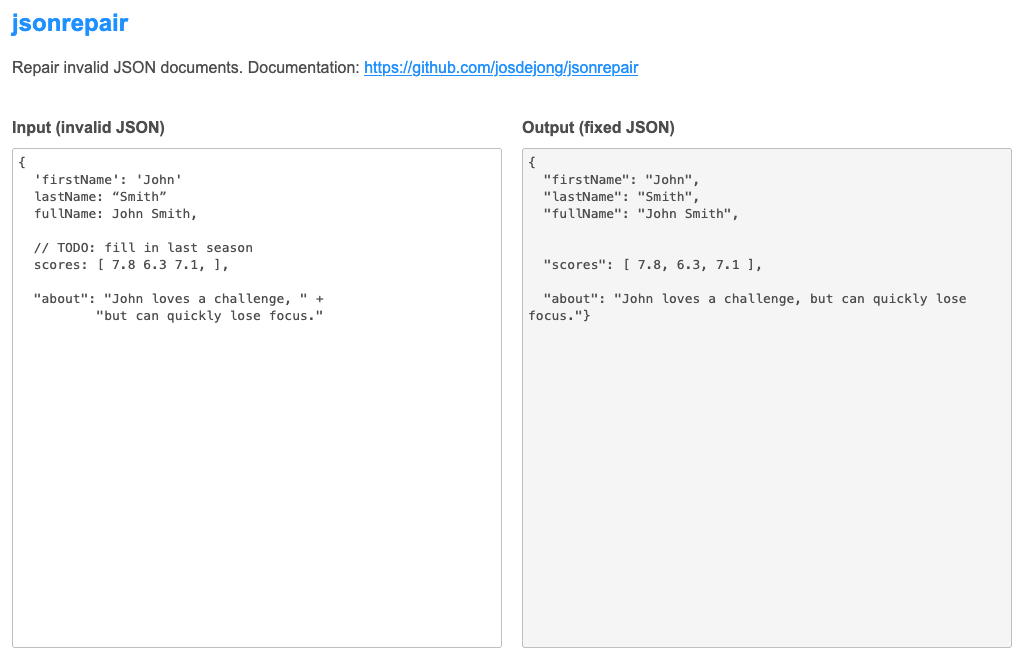 jsonrepair
Repair invalid JSON documents. Documentation: https://github.com/josdejong/jsonrepair
Input (invalid JSON)
{
  'firstName': 'John'
  lastName: “Smith”
  fullName: John Smith,

  // TODO: fill in last season
  scores: [ 7.8 6.3 7.1, ],

  "about": "John loves a challenge, " +
          "but can quickly lose focus."
Output (fixed JSON)
{
  "firstName": "John",
  "lastName": "Smith",
  "fullName": "John Smith",


  "scores": [ 7.8, 6.3, 7.1 ],

  "about": "John loves a challenge, but can quickly lose
focus."}